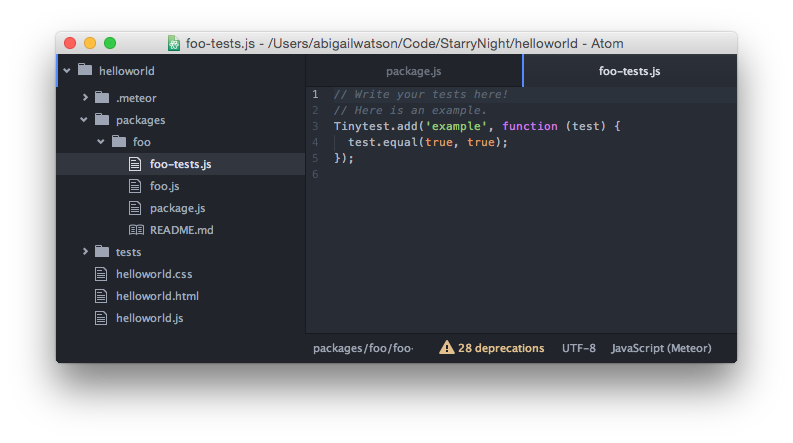 foo-tests.js - /Users/abigailwatson/Code/StarryNight/helloworld - Atom
helloworld
.meteor
packages
foo
foo-tests.js
foo.js
package.js
README.md
tests
helloworld.css
helloworld.html
helloworld.js
package.js foo-tests.js
1 // Write your tests here!
2 // Here is an example.
3 Tinytest.add('example', function (test) {
4 test.equal(true, true);
5 });
6
packages/foo/foo- 28 deprecations UTF-8 JavaScript (Meteor)